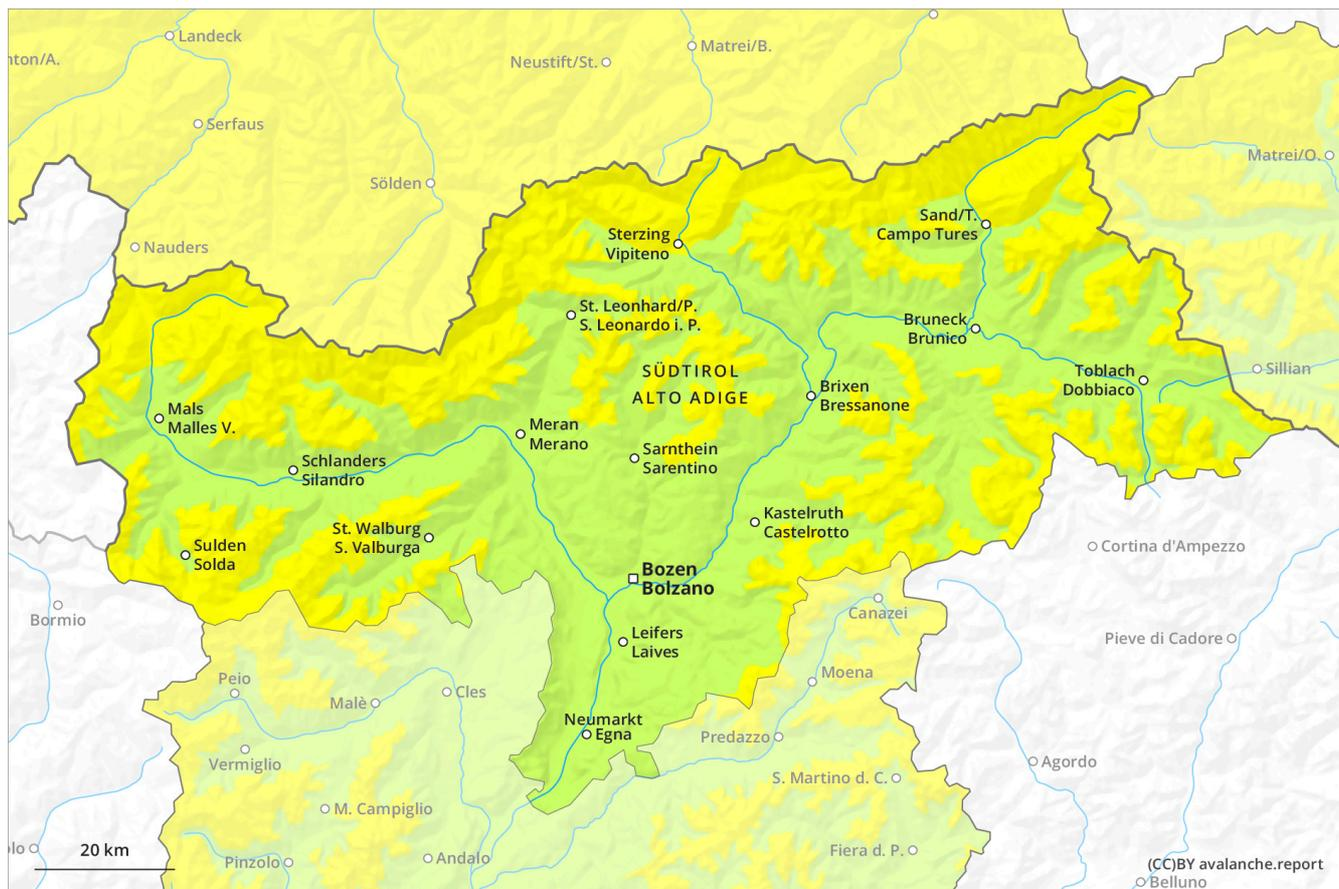 Landeck
nton/A.
Neustift/St.
Matrei/B.
Serfaus
Matrei/O.
Sölden
Nauders
Sand/T.
Campo Tures
Sterzing
Vipiteno
St. Leonhard/P.
S. Leonardo i. P.
Bruneck
Brunico
SÜDTIROL
ALTO ADIGE
Toblach
Dobbiaco
Sillian
Brixen
Bressanone
Mals
Malles V.
Meran
Merano
Sarnthein
Sarentino
Schlanders
Silandro
Kastelruth
Castelrotto
St. Walburg
S. Valburga
Sulden
Solda
Cortina d'Ampezzo
Bozen
Bolzano
Bormio
Canazei
Leifers
Laives
Pieve di Cadore
Peio
Moena
Malè
Cles
Neumarkt
Egna
Predazzo
Vermiglio
Agordo
S. Martino d. C.
M. Campiglio
20 km
lo
Pinzolo
Andalo
Fiera d. P.
(CC)BY avalanche.report
Belluno